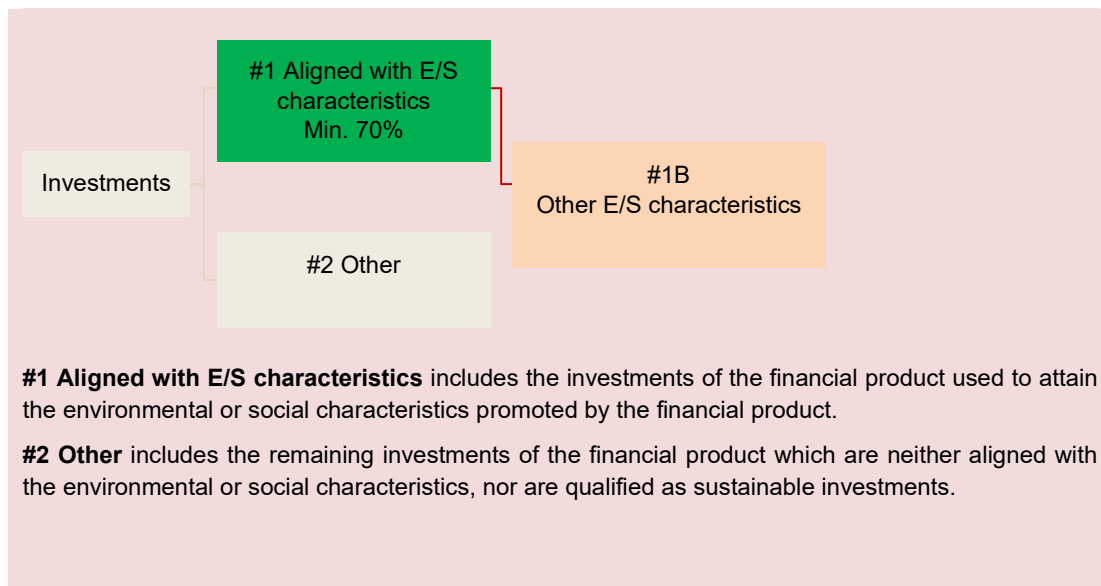 #1 Aligned with E/S
characteristics
Min. 70%
Investments
#1B
Other E/S characteristics
#2 Other
#1 Aligned with E/S characteristics includes the investments of the financial product used to attain
the environmental or social characteristics promoted by the financial product.
#2 Other includes the remaining investments of the financial product which are neither aligned with
the environmental or social characteristics, nor are qualified as sustainable investments.